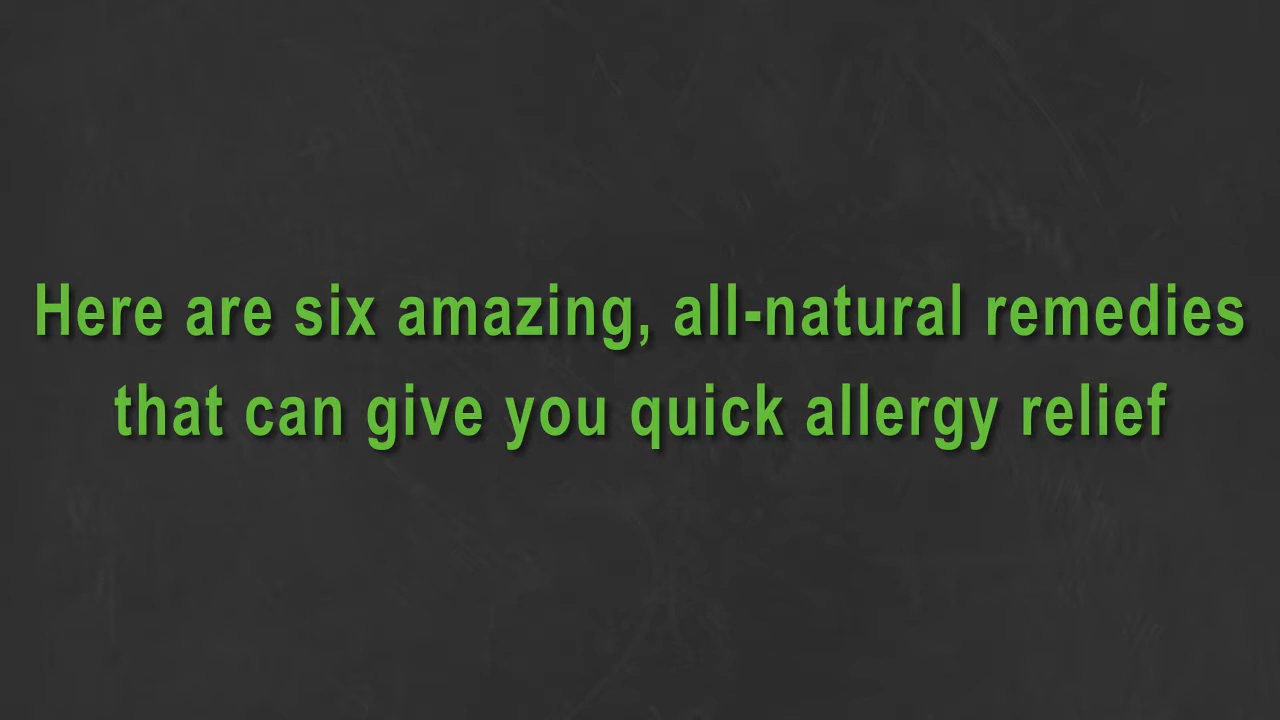 Here are six amazing, all-natural remedies
that can give you quick allergy relief